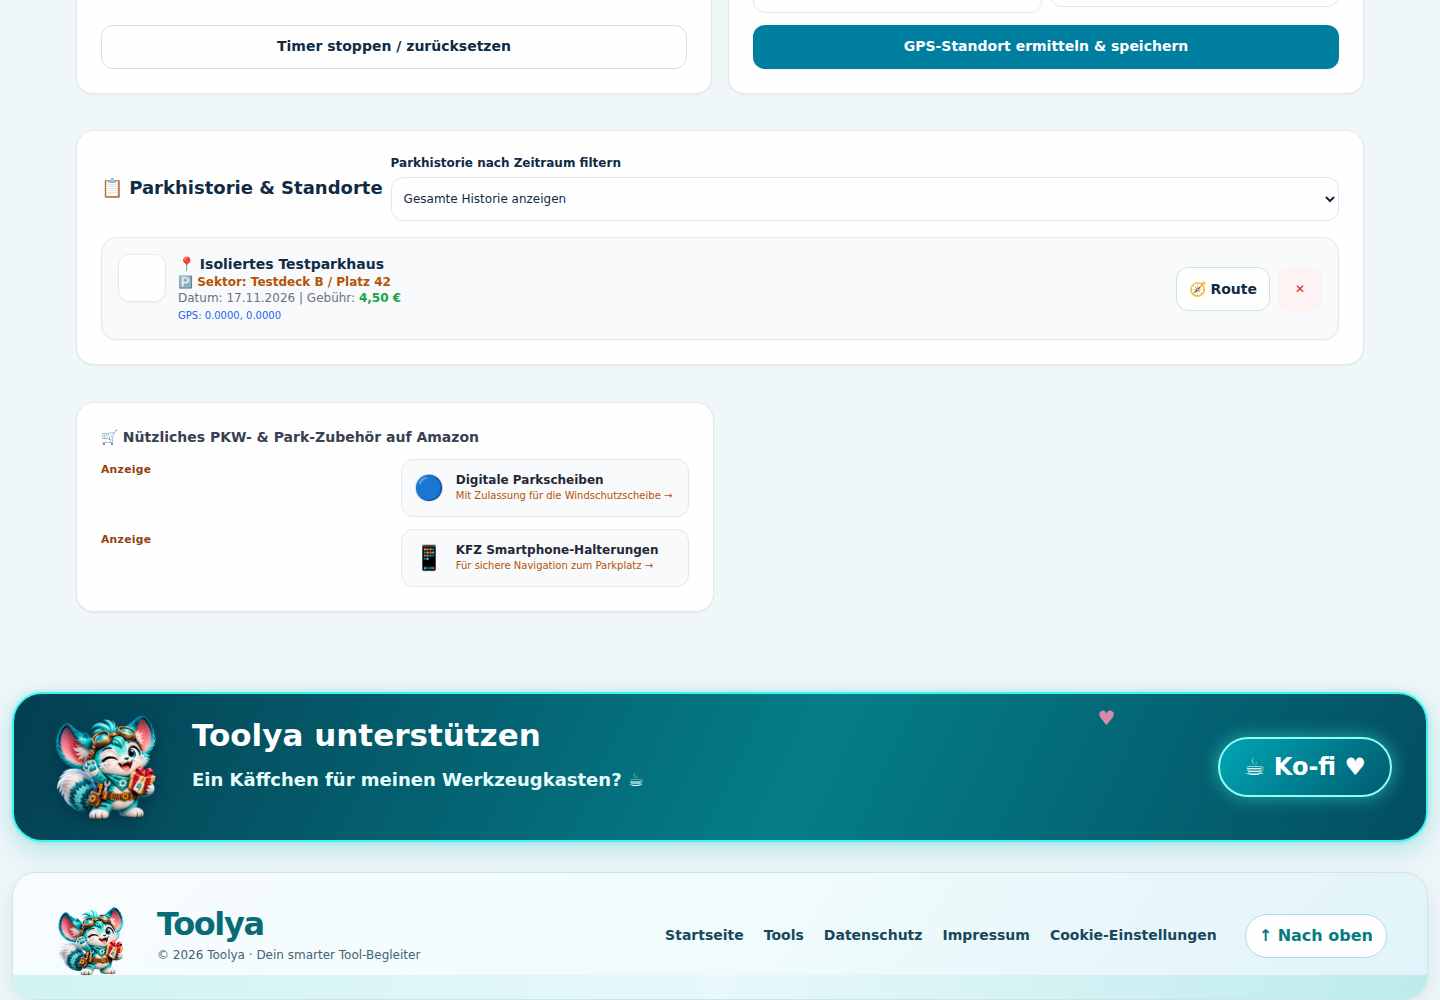 Timer stoppen / zurücksetzen
GPS-Standort ermitteln & speichern
Parkhistorie nach Zeitraum filtern
📋 Parkhistorie & Standorte
Gesamte Historie anzeigen
📍 Isoliertes Testparkhaus
🅿️ Sektor: Testdeck B / Platz 42
Datum: 17.11.2026 | Gebühr: 4,50 €
GPS: 0.0000, 0.0000
🧭 Route
✕
🛒 Nützliches PKW- & Park-Zubehör auf Amazon
Anzeige
Digitale Parkscheiben
Mit Zulassung für die Windschutzscheibe →
Anzeige
KFZ Smartphone-Halterungen
Für sichere Navigation zum Parkplatz →
Toolya unterstützen
Ein Käffchen für meinen Werkzeugkasten? ☕
☕ Ko-fi ♥
Toolya
© 2026 Toolya · Dein smarter Tool-Begleiter
Startseite
Tools
Datenschutz
Impressum
Cookie-Einstellungen
↑ Nach oben